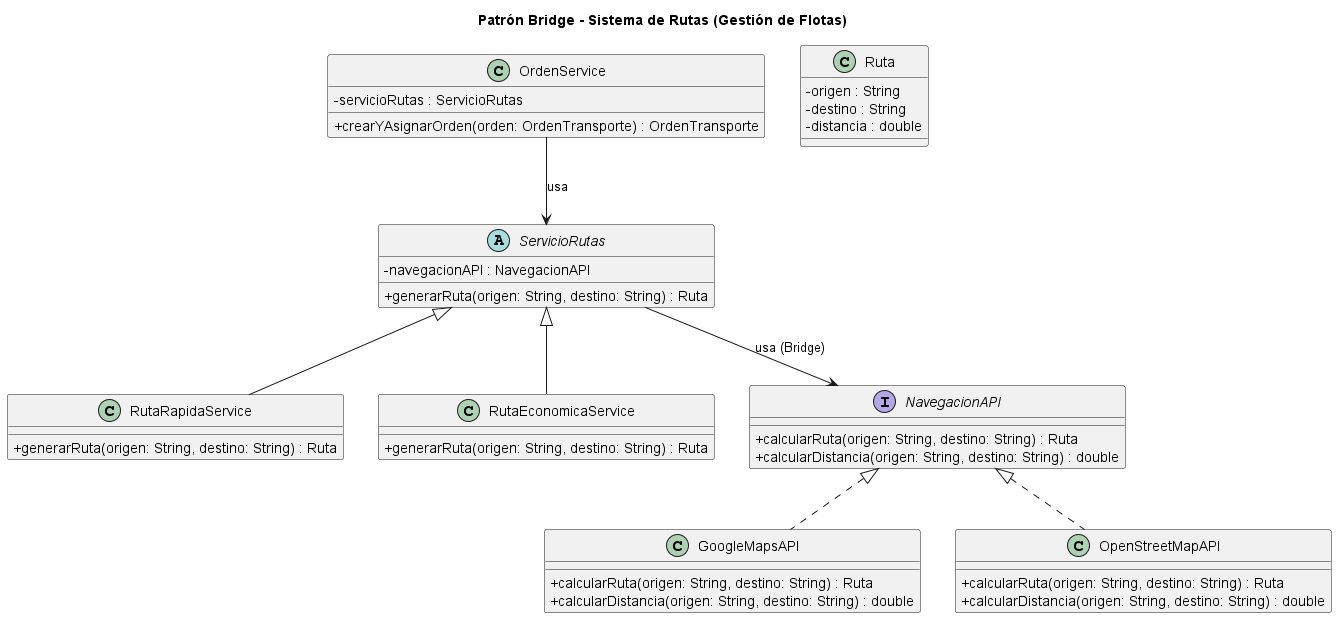 Patrón Bridge - Sistema de Rutas (Gestión de Flotas)
C OrdenService
-servicioRutas : ServicioRutas
+crearYAsignarOrden(orden: OrdenTransporte) : OrdenTransporte
C Ruta
-origen : String
-destino : String
-distancia : double
usa
A ServicioRutas
-navegacionAPI : NavegacionAPI
+generarRuta(origen: String, destino: String) : Ruta
usa (Bridge)
C RutaRapidaService
+generarRuta(origen: String, destino: String) : Ruta
C RutaEconomicaService
+generarRuta(origen: String, destino: String) : Ruta
I NavegacionAPI
+calcularRuta(origen: String, destino: String) : Ruta
+calcularDistancia(origen: String, destino: String) : double
C GoogleMapsAPI
+calcularRuta(origen: String, destino: String) : Ruta
+calcularDistancia(origen: String, destino: String) : double
C OpenStreetMapAPI
+calcularRuta(origen: String, destino: String) : Ruta
+calcularDistancia(origen: String, destino: String) : double